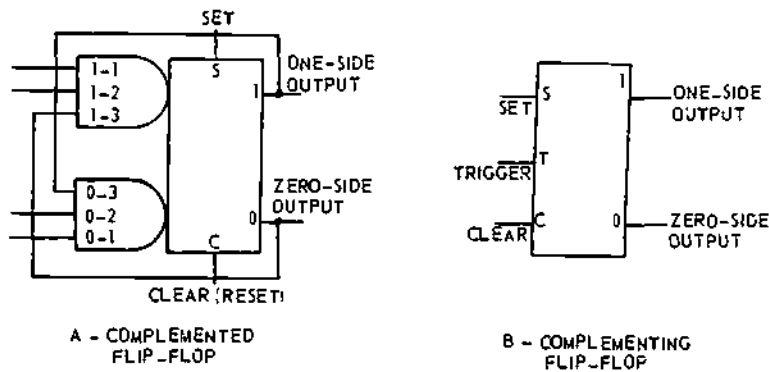 SET
S
1-1
1-2
1-3
1
ONE-SIDE
OUTPUT
0-3
0-2
0-1
ZERO-SIDE
OUTPUT
0
C
CLEAR (RESET)
A - COMPLEMENTED
FLIP-FLOP
1
S
SET
ONE-SIDE
OUTPUT
T
TRIGGER
C
CLEAR
0
ZERO-SIDE
OUTPUT
B - COMPLEMENTING
FLIP-FLOP